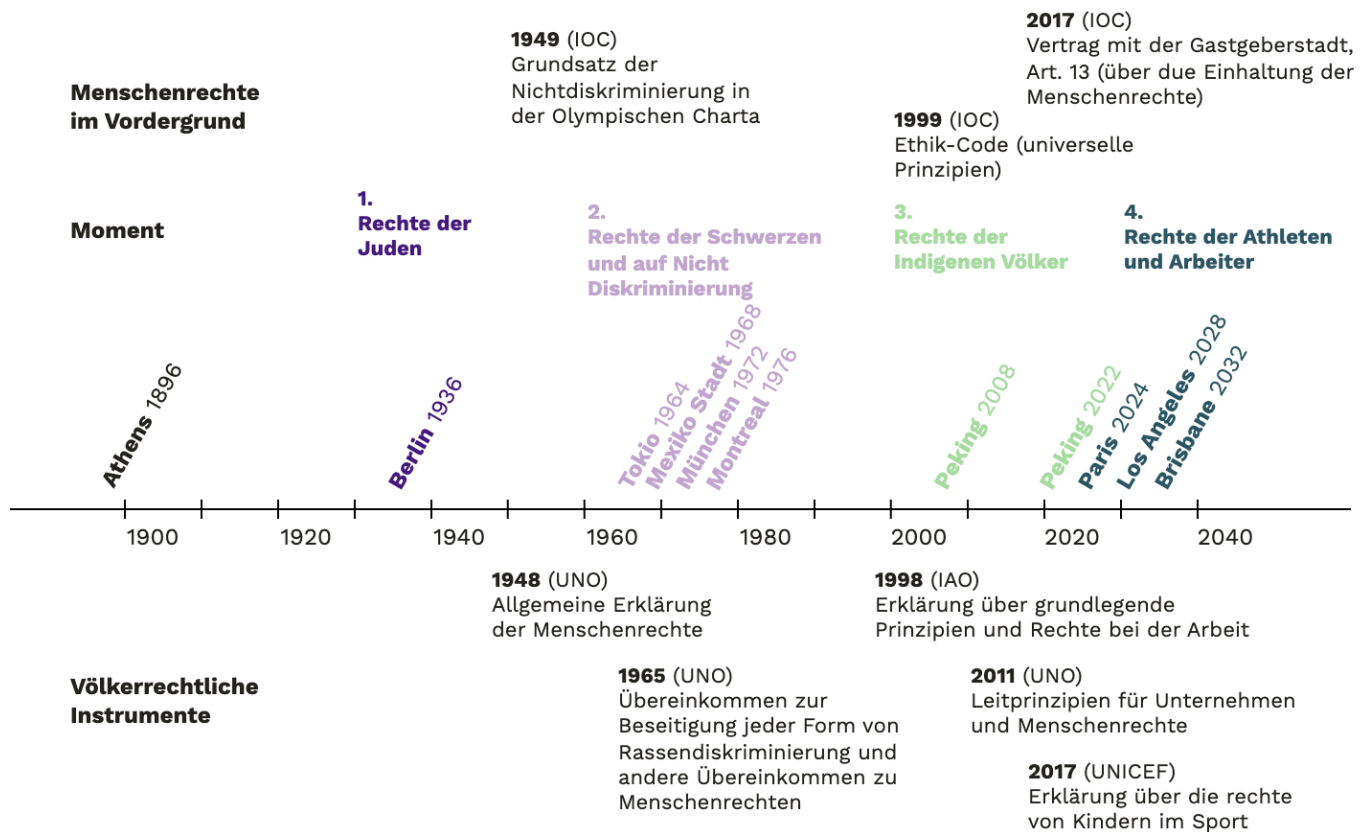 1949 (IOC)
Grundsatz der
Nichtdiskriminierung in
der Olympischen Charta
2017 (IOC)
Vertrag mit der Gastgeberstadt,
Art. 13 (über due Einhaltung der
Menschenrechte)
Menschenrechte
im Vordergrund
1999 (IOC)
Ethik-Code (universelle
Prinzipien)
Moment
1.
Rechte der
Juden
2.
Rechte der Schwerzen
und auf Nicht
Diskriminierung
3.
Rechte der
Indigenen Völker
4.
Rechte der Athleten
und Arbeiter
Athens 1896
Berlin 1936
Tokio 1964
Mexiko Stadt 1968
München 1972
Montreal 1976
Peking 2008
Peking 2022
Paris 2024
Los Angeles 2028
Brisbane 2032
1900 1920 1940 1960 1980 2000 2020 2040
1948 (UNO)
Allgemeine Erklärung
der Menschenrechte
1998 (IAO)
Erklärung über grundlegende
Prinzipien und Rechte bei der Arbeit
Völkerrechtliche
Instrumente
1965 (UNO)
Übereinkommen zur
Beseitigung jeder Form von
Rassendiskriminierung und
andere Übereinkommen zu
Menschenrechten
2011 (UNO)
Leitprinzipien für Unternehmen
und Menschenrechte
2017 (UNICEF)
Erklärung über die rechte
von Kindern im Sport